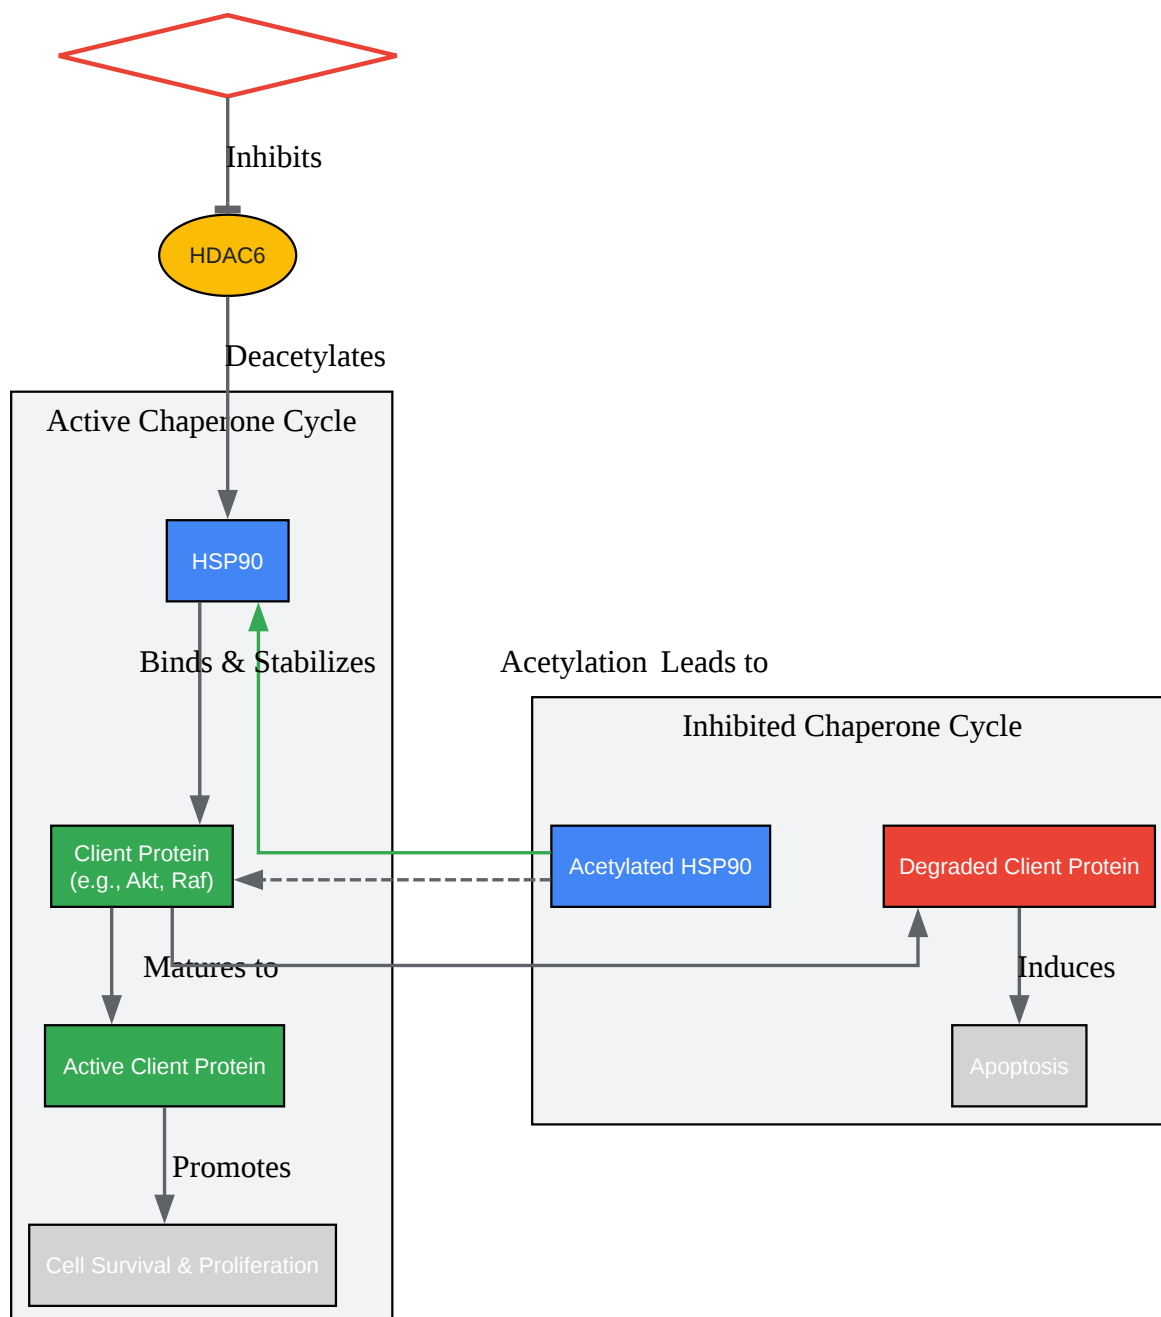 Inhibits
HDAC6
Deacetylates
Active Chaperone Cycle
HSP90
Binds & Stabilizes
Acetylation
Leads to
Inhibited Chaperone Cycle
Client Protein
(e.g., Akt, Raf)
Acetylated HSP90
Degraded Client Protein
Matures to
Induces
Active Client Protein
Apoptosis
Promotes
Cell Survival & Proliferation